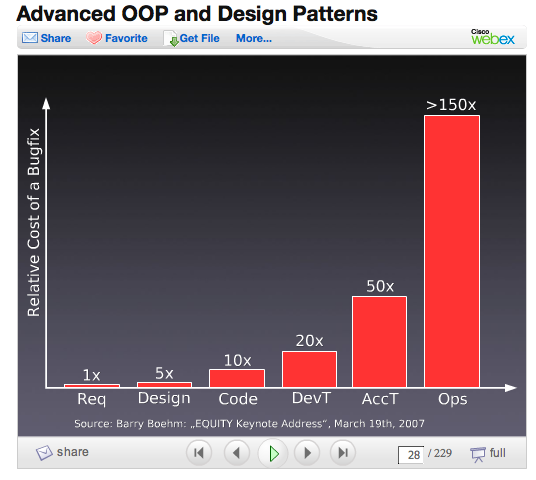 Advanced OOP and Design Patterns
Share Favorite Get File More...
Cisco
webex
Relative Cost of a Bugfix
1x
5x
10x
20x
50x
>150x
Req Design Code DevT AccT Ops
Source: Barry Boehm: „EQUITY Keynote Address“, March 19th, 2007
share 28 / 229 full